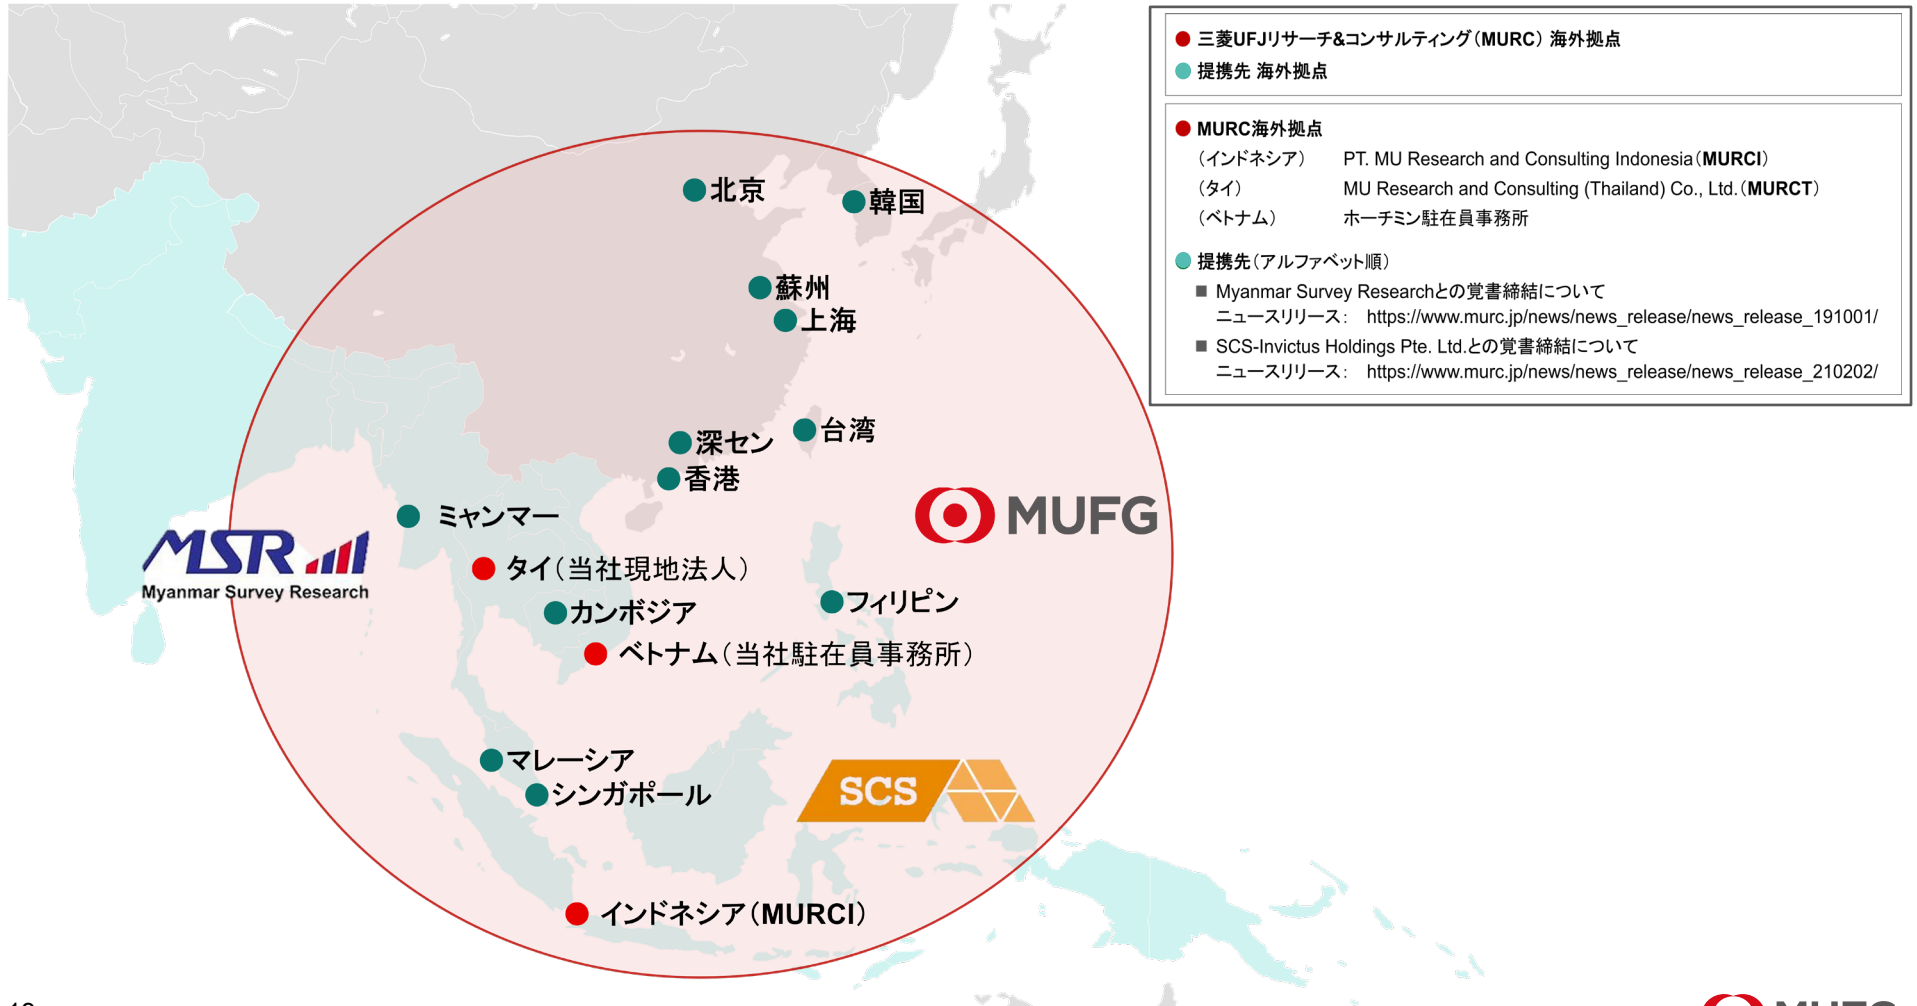 三菱UFJリサーチ&コンサルティング（MURC） 海外拠点
提携先 海外拠点
MURC海外拠点
（インドネシア） PT. MU Research and Consulting Indonesia（MURCI）
（タイ） MU Research and Consulting (Thailand) Co., Ltd.（MURCT）
（ベトナム） ホーチミン駐在員事務所
提携先（アルファベット順）
■ Myanmar Survey Researchとの覚書締結について
ニュースリリース： https://www.murc.jp/news/news_release/news_release_191001/
■ SCS-Invictus Holdings Pte. Ltd.との覚書締結について
ニュースリリース： https://www.murc.jp/news/news_release/news_release_210202/
北京
韓国
蘇州
上海
台湾
深セン
香港
MUFG
ミャンマー
MSR
Myanmar Survey Research
タイ（当社現地法人）
カンボジア
フィリピン
ベトナム（当社駐在員事務所）
マレーシア
シンガポール
SCS
インドネシア（MURCI）
MUFG